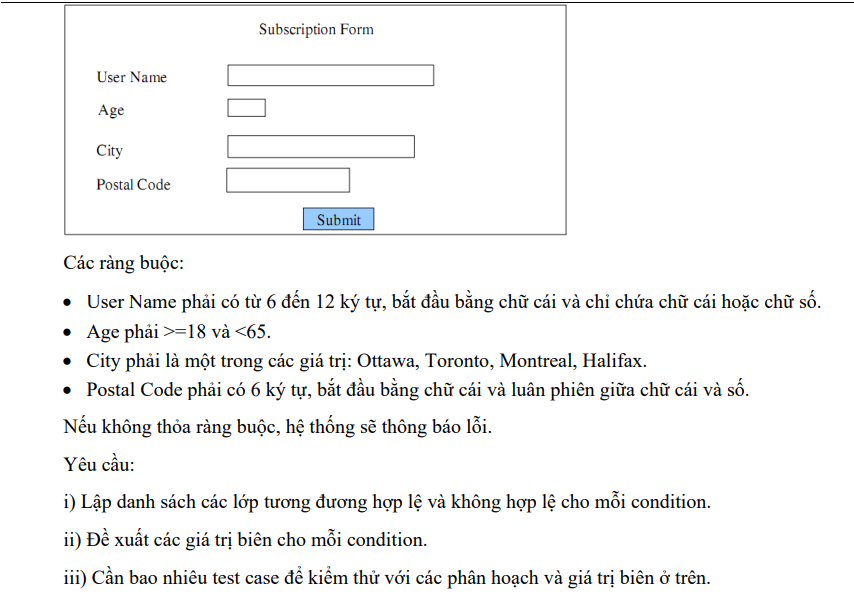 Subscription Form
User Name
Age
City
Postal Code
Submit
Các ràng buộc:
• User Name phải có từ 6 đến 12 ký tự, bắt đầu bằng chữ cái và chỉ chứa chữ cái hoặc chữ số.
• Age phải >=18 và <65.
• City phải là một trong các giá trị: Ottawa, Toronto, Montreal, Halifax.
• Postal Code phải có 6 ký tự, bắt đầu bằng chữ cái và luân phiên giữa chữ cái và số.
Nếu không thỏa ràng buộc, hệ thống sẽ thông báo lỗi.
Yêu cầu:
i) Lập danh sách các lớp tương đương hợp lệ và không hợp lệ cho mỗi condition.
ii) Đề xuất các giá trị biên cho mỗi condition.
iii) Cần bao nhiêu test case để kiểm thử với các phân hoạch và giá trị biên ở trên.